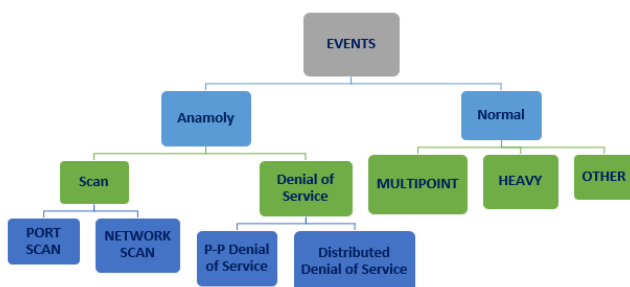 EVENTS
Anamoly
Normal
Scan
Denial of
Service
MULTIPOINT
HEAVY
OTHER
PORT
SCAN
NETWORK
SCAN
P-P Denial
of Service
Distributed
Denial of Service